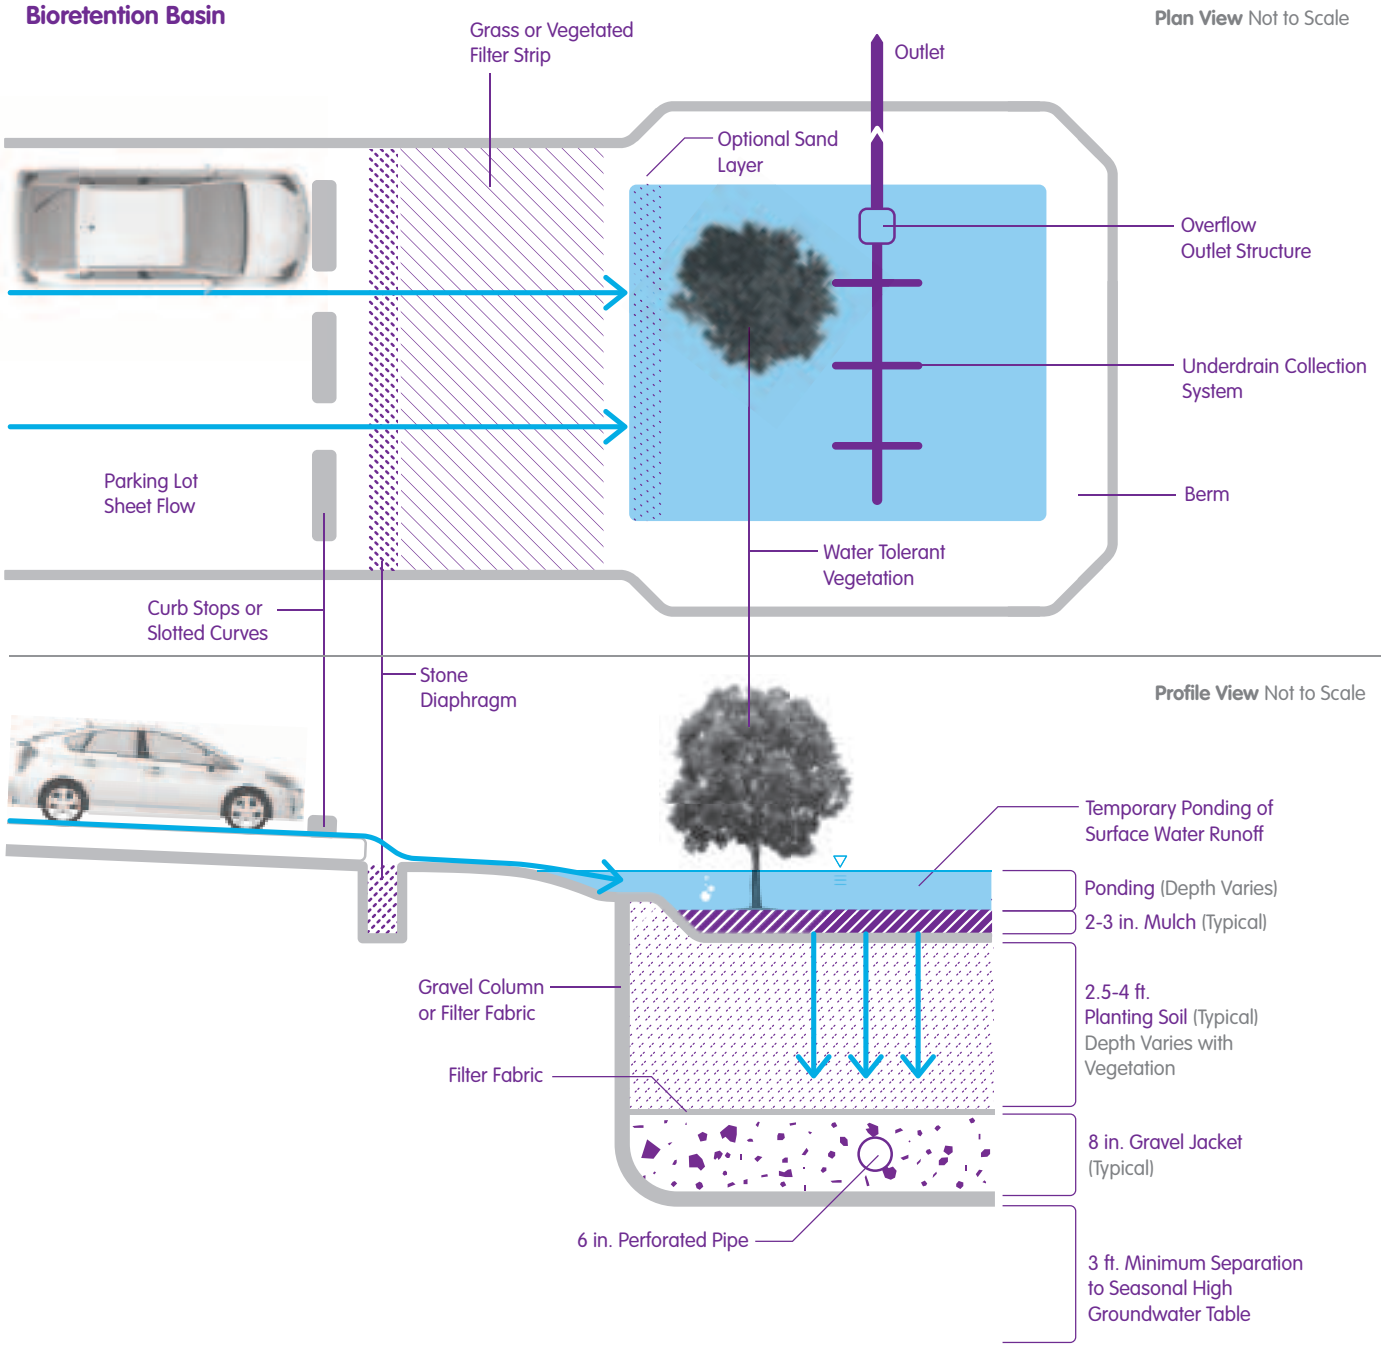 Bioretention Basin
Plan View Not to Scale
Grass or Vegetated
Filter Strip
Outlet
Optional Sand
Layer
Overflow
Outlet Structure
Underdrain Collection
System
Parking Lot
Sheet Flow
Berm
Water Tolerant
Vegetation
Curb Stops or
Slotted Curves
Stone
Diaphragm
Profile View Not to Scale
Temporary Ponding of
Surface Water Runoff
Ponding (Depth Varies)
2-3 in. Mulch (Typical)
Gravel Column
or Filter Fabric
2.5-4 ft.
Planting Soil (Typical)
Depth Varies with
Vegetation
Filter Fabric
8 in. Gravel Jacket
(Typical)
6 in. Perforated Pipe
3 ft. Minimum Separation
to Seasonal High
Groundwater Table